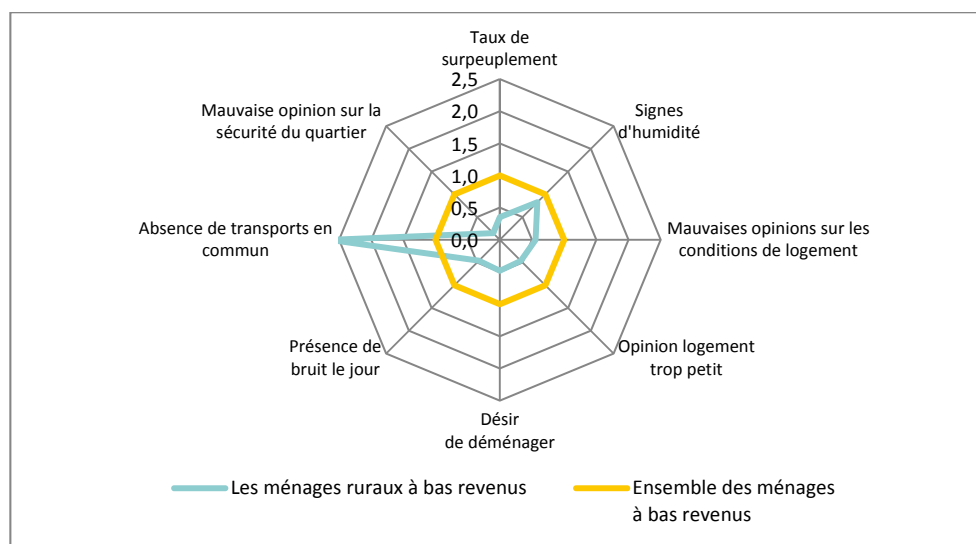 Taux de
surpeuplement
2,5
2,0
1,5
1,0
0,5
0,0
Signes
d'humidité
Mauvaises opinions sur les
conditions de logement
Opinion logement
trop petit
Désir
de déménager
Présence de
bruit le jour
Absence de transports en
commun
Mauvaise opinion sur la
sécurité du quartier
Les ménages ruraux à bas revenus
Ensemble des ménages
à bas revenus